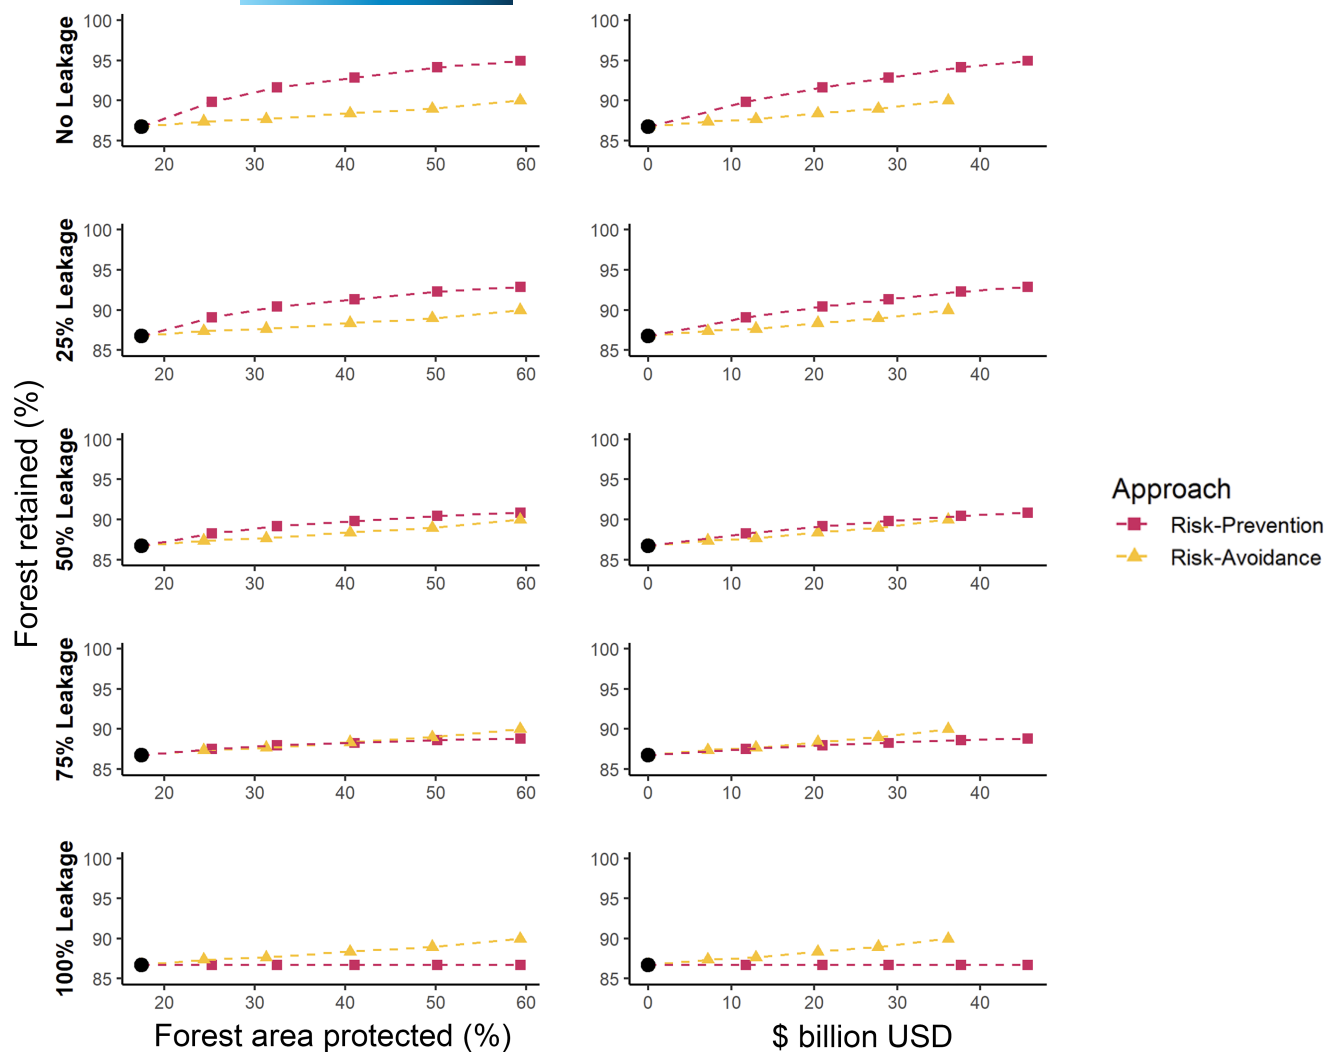 Forest retained (%)
No Leakage
100
95
90
85
20 30 40 50 60
100
95
90
85
0 10 20 30 40
25% Leakage
100
95
90
85
20 30 40 50 60
100
95
90
85
0 10 20 30 40
50% Leakage
100
95
90
85
20 30 40 50 60
100
95
90
85
0 10 20 30 40
Approach
Risk-Prevention
Risk-Avoidance
75% Leakage
100
95
90
85
20 30 40 50 60
100
95
90
85
0 10 20 30 40
100% Leakage
100
95
90
85
20 30 40 50 60
100
95
90
85
0 10 20 30 40
Forest area protected (%)
$ billion USD